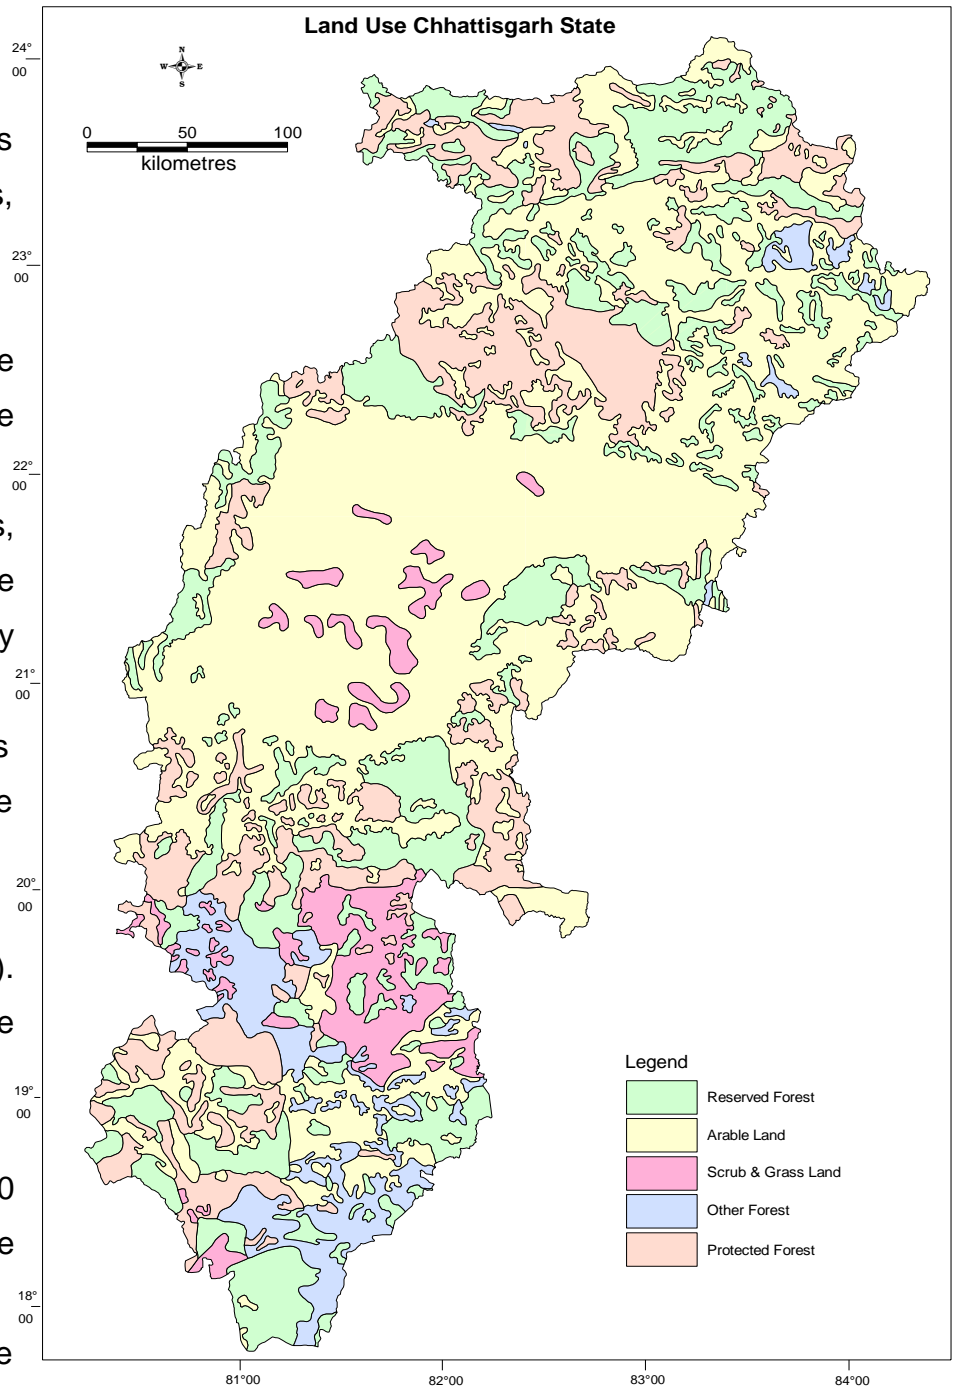 Land Use Chhattisgarh State
N
W E
S
0 50 100
kilometres
24°
00
23°
00
22°
00
21°
00
20°
00
19°
00
18°
00
s
s,
e
e
s,
e
y
s
e
).
e
0
e
e
Legend
Reserved Forest
Arable Land
Scrub & Grass Land
Other Forest
Protected Forest
81°00 82°00 83°00 84°00